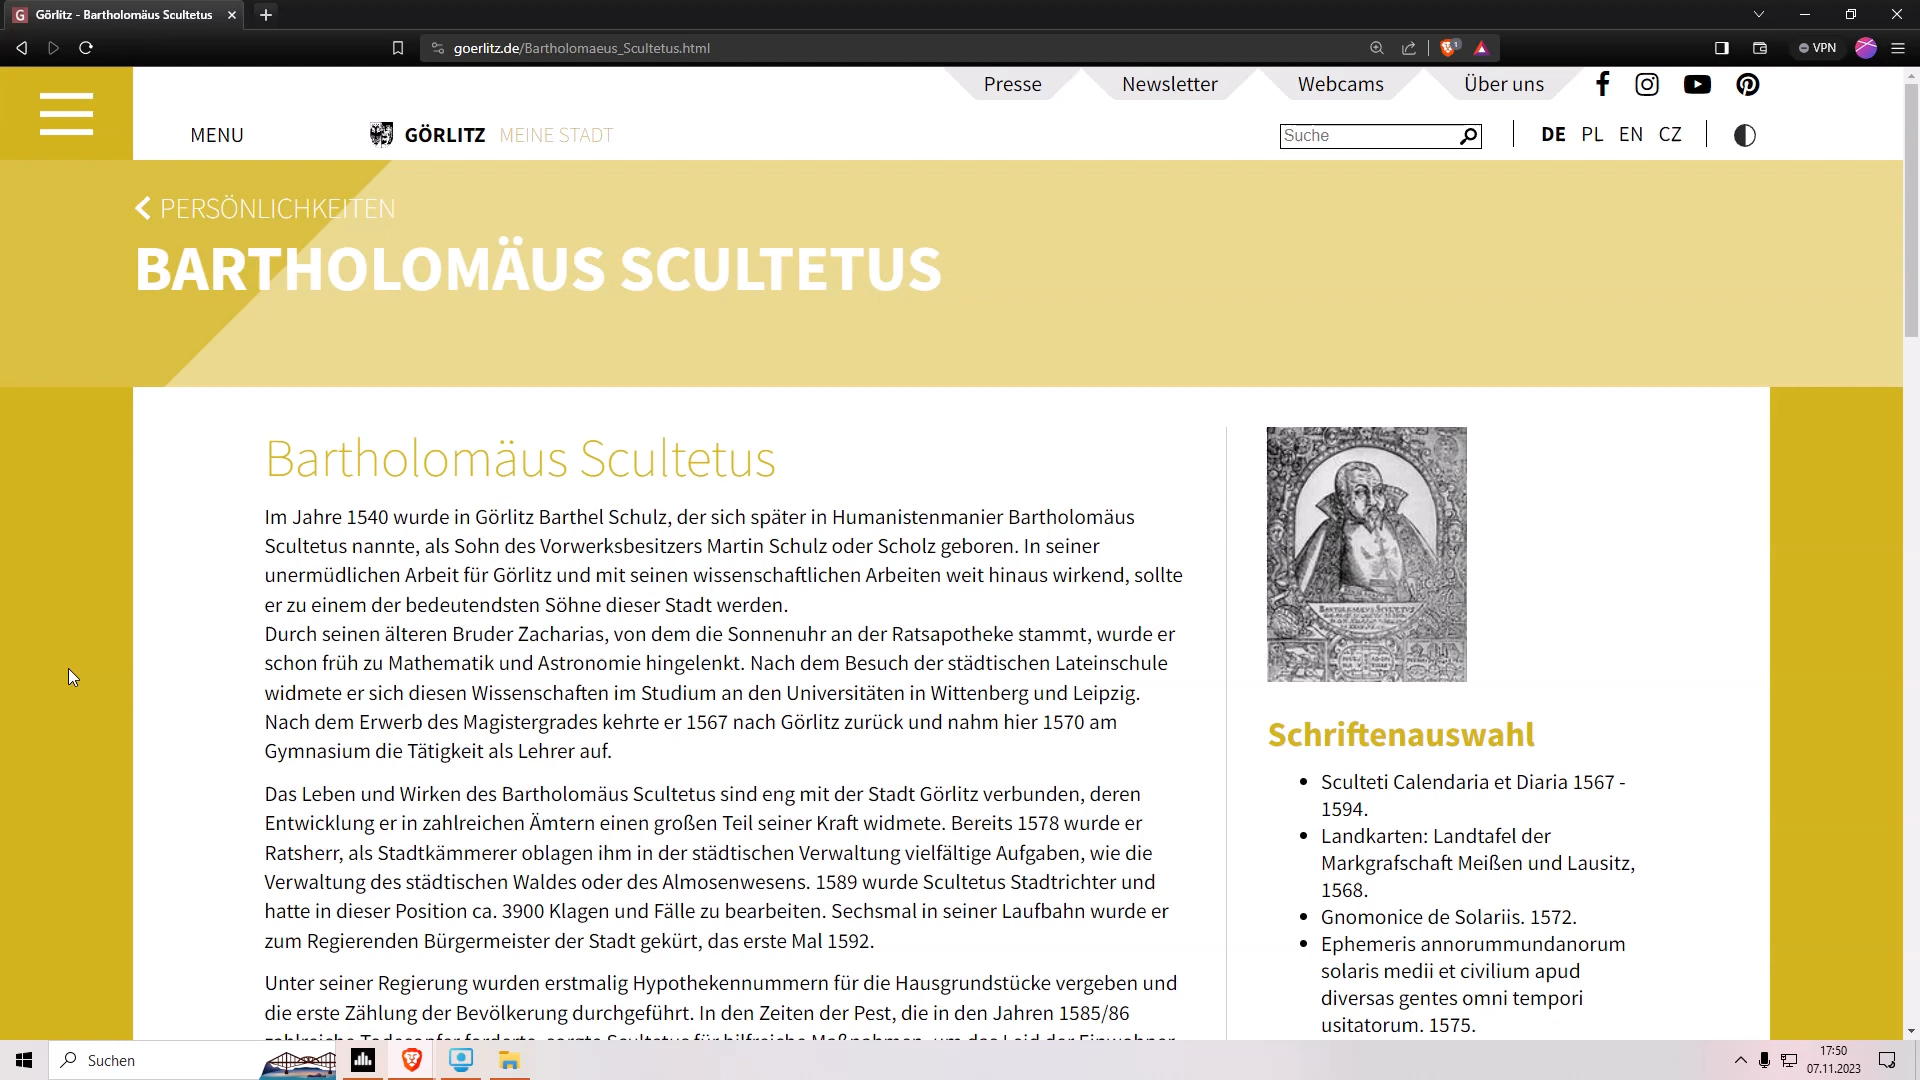 Görlitz - Bartholomäus Scultetus
goerlitz.de/Bartholomaeus_Scultetus.html
VPN
Presse
Newsletter
Webcams
Über uns
MENU
GÖRLITZ MEINE STADT
Suche
DE PL EN CZ
PERSÖNLICHKEITEN
BARTHOLOMÄUS SCULTETUS
Bartholomäus Scultetus
Im Jahre 1540 wurde in Görlitz Barthel Schulz, der sich später in Humanistenmanier Bartholomäus
Scultetus nannte, als Sohn des Vorwerksbesitzers Martin Schulz oder Scholz geboren. In seiner
unermüdlichen Arbeit für Görlitz und mit seinen wissenschaftlichen Arbeiten weit hinaus wirkend, sollte
er zu einem der bedeutendsten Söhne dieser Stadt werden.
Durch seinen älteren Bruder Zacharias, von dem die Sonnenuhr an der Ratsapotheke stammt, wurde er
schon früh zu Mathematik und Astronomie hingelenkt. Nach dem Besuch der städtischen Lateinschule
widmete er sich diesen Wissenschaften im Studium an den Universitäten in Wittenberg und Leipzig.
Nach dem Erwerb des Magistergrades kehrte er 1567 nach Görlitz zurück und nahm hier 1570 am
Gymnasium die Tätigkeit als Lehrer auf.
Das Leben und Wirken des Bartholomäus Scultetus sind eng mit der Stadt Görlitz verbunden, deren
Entwicklung er in zahlreichen Ämtern einen großen Teil seiner Kraft widmete. Bereits 1578 wurde er
Ratsherr, als Stadtkämmerer oblagen ihm in der städtischen Verwaltung vielfältige Aufgaben, wie die
Verwaltung des städtischen Waldes oder des Almosenwesens. 1589 wurde Scultetus Stadtrichter und
hatte in dieser Position ca. 3900 Klagen und Fälle zu bearbeiten. Sechsmal in seiner Laufbahn wurde er
zum Regierenden Bürgermeister der Stadt gekürt, das erste Mal 1592.
Unter seiner Regierung wurden erstmalig Hypothekennummern für die Hausgrundstücke vergeben und
die erste Zählung der Bevölkerung durchgeführt. In den Zeiten der Pest, die in den Jahren 1585/86
zahlreiche Todesopfer forderte, sorgte Scultetus für hilfreiche Maßnahmen, um das Leid der Einwohner
Schriftenauswahl
Sculteti Calendaria et Diaria 1567 -
1594.
Landkarten: Landtafel der
Markgrafschaft Meißen und Lausitz,
1568.
Gnomonice de Solariis. 1572.
Ephemeris annorummundanorum
solaris medii et civilium apud
diversas gentes omni tempori
usitatorum. 1575.
Suchen
17:50
07.11.2023